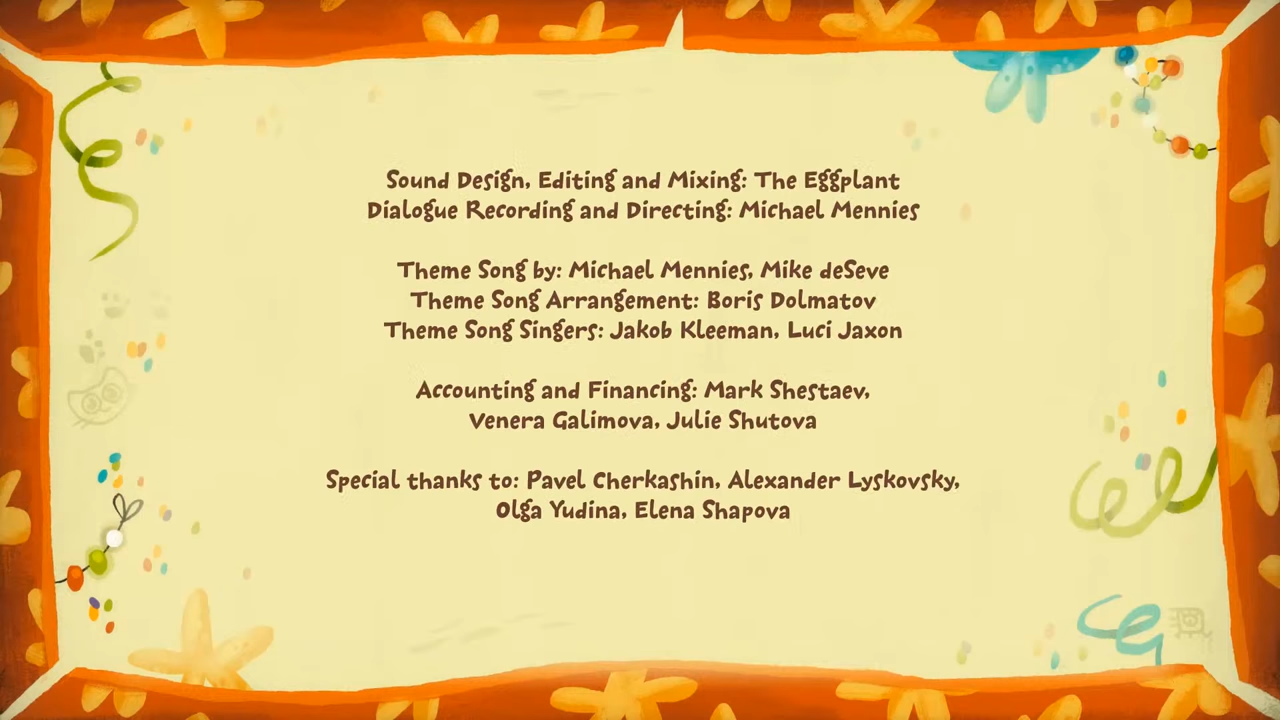 Sound Design, Editing and Mixing: The Eggplant
Dialogue Recording and Directing: Michael Mennies
Theme Song by: Michael Mennies, Mike deSeve
Theme Song Arrangement: Boris Dolmatov
Theme Song Singers: Jakob Kleeman, Luci Jaxon
Accounting and Financing: Mark Shestaev,
Venera Galimova, Julie Shutova
Special thanks to: Pavel Cherkashin, Alexander Lyskovsky,
Olga Yudina, Elena Shapova